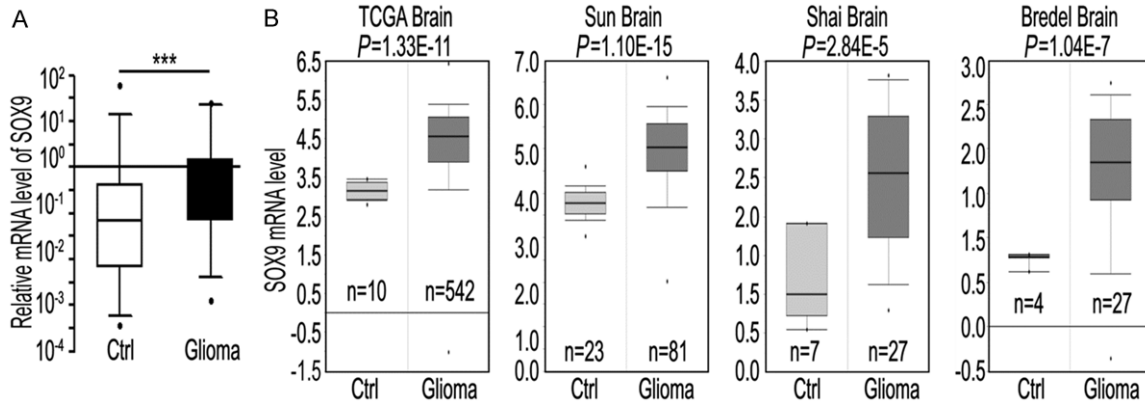 A
***
Relative mRNA level of SOX9
10^2
10^1
10^0
10^-1
10^-2
10^-3
10^-4
Ctrl Glioma
B
SOX9 mRNA level
TCGA Brain
P=1.33E-11
6.5
5.5
4.5
3.5
2.5
1.5
0.5
-0.5
-1.5
n=10 n=542
Ctrl Glioma
Sun Brain
P=1.10E-15
7.0
6.0
5.0
4.0
3.0
2.0
1.0
0.0
n=23 n=81
Ctrl Glioma
Shai Brain
P=2.84E-5
4.0
3.5
3.0
2.5
2.0
1.0
1.5
0.5
0.0
n=7 n=27
Ctrl Glioma
Bredel Brain
P=1.04E-7
3.0
2.5
2.0
1.0
1.5
0.5
0.0
-0.5
n=4 n=27
Ctrl Glioma